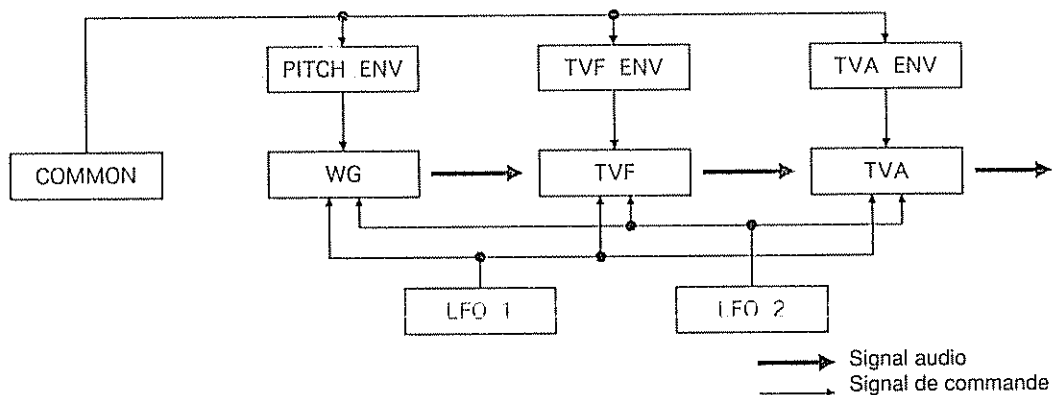 PITCH ENV
TVF ENV
TVA ENV
COMMON
WG
TVF
TVA
LFO 1
LFO 2
Signal audio
Signal de commande